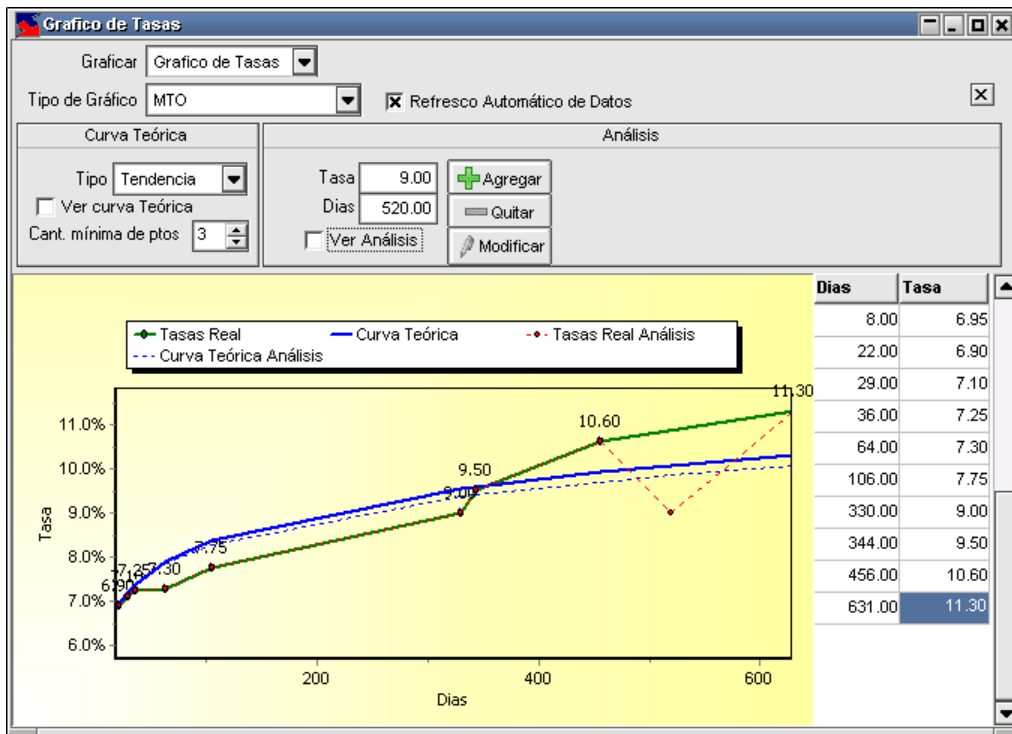 Grafico de Tasas
Graficar Grafico de Tasas
Tipo de Gráfico MTO Refresco Automático de Datos
Curva Teórica Análisis
Tipo Tendencia Tasa 9.00 Agregar
Ver curva Teórica Dias 520.00 Quitar
Cant. mínima de ptos 3 Ver Análisis Modificar
Dias Tasa
8.00 6.95
22.00 6.90
29.00 7.10
36.00 7.25
64.00 7.30
106.00 7.75
330.00 9.00
344.00 9.50
456.00 10.60
631.00 11.30
Tasas Real Curva Teórica Tasas Real Análisis
Curva Teórica Análisis
11.30
10.60
9.50
9.00
7.75
7.30
7.25
6.90
11.0%
10.0%
9.0%
8.0%
7.0%
6.0%
Tasa
200 400 600
Dias